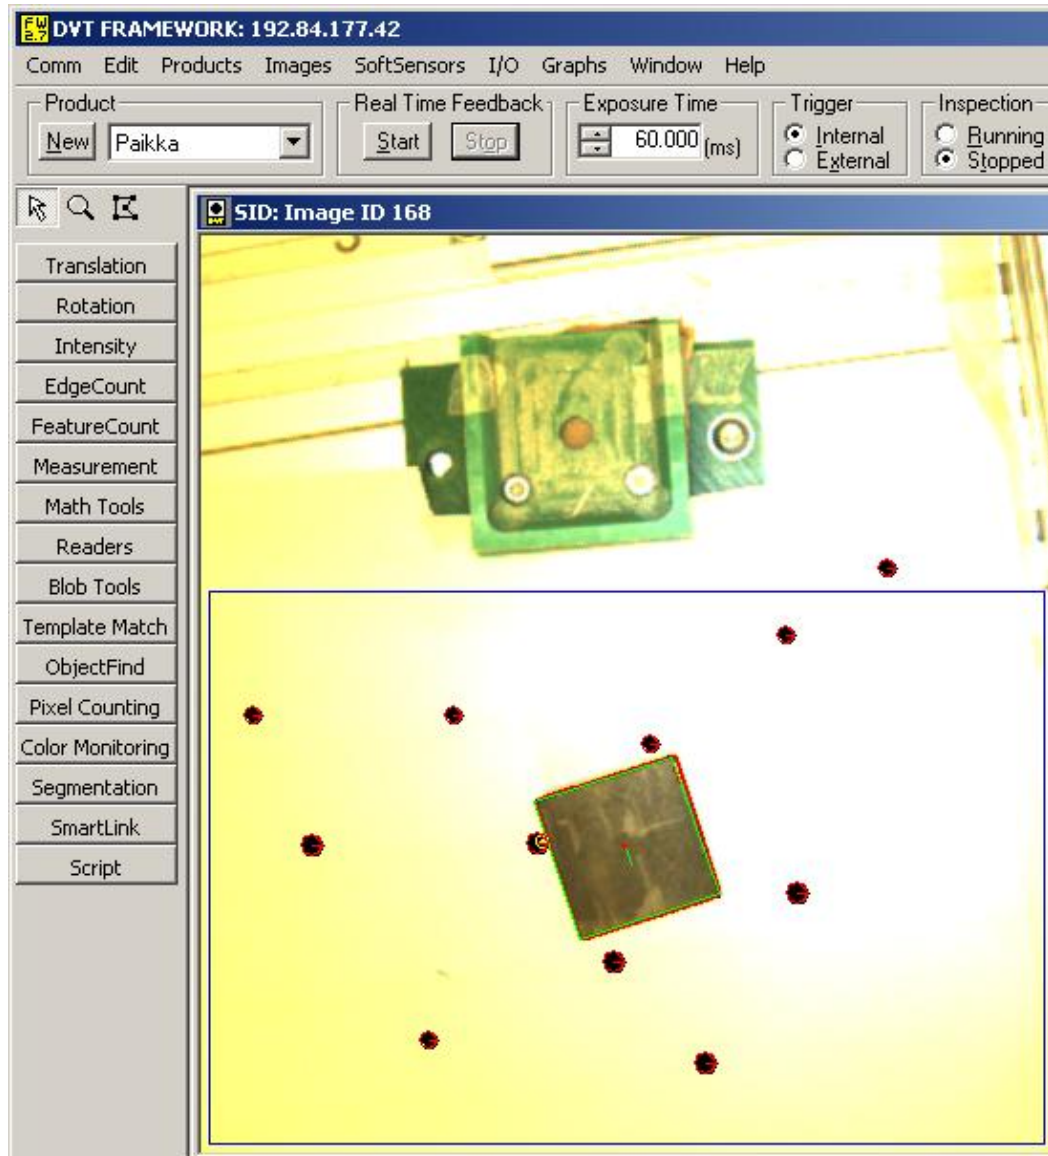 FW 2.7 DVT FRAMEWORK: 192.84.177.42
Comm Edit Products Images SoftSensors I/O Graphs Window Help
Product Real Time Feedback Exposure Time Trigger Inspection
New Paikka Start Stop 60.000 (ms) Internal Running
External Stopped
SID: Image ID 168
Translation
Rotation
Intensity
EdgeCount
FeatureCount
Measurement
Math Tools
Readers
Blob Tools
Template Match
ObjectFind
Pixel Counting
Color Monitoring
Segmentation
SmartLink
Script